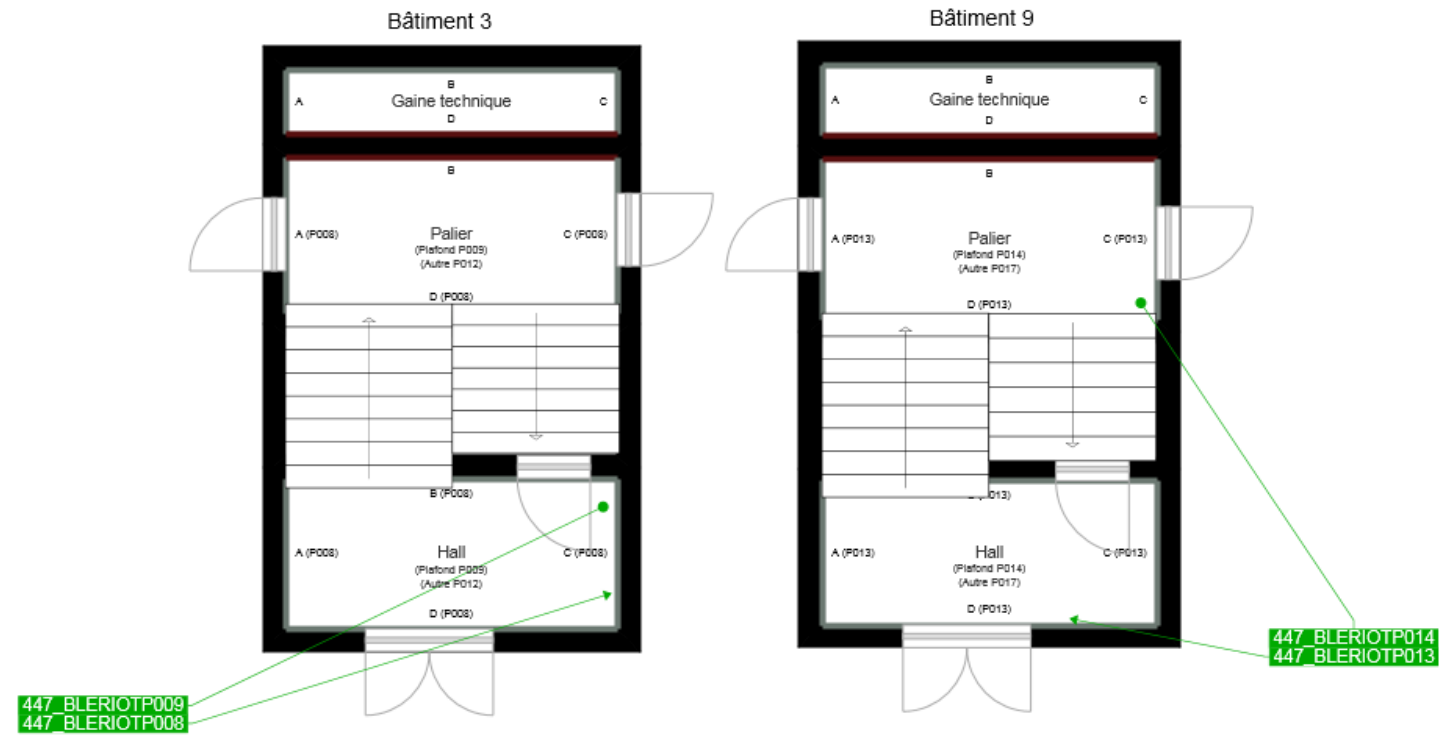 Bâtiment 3
B
A
Gaine technique
C
D
B
A (P008)
Palier
C (P008)
(Plafond P009)
(Autre P012)
D (P008)
B (P008)
A (P008)
Hall
C (P008)
(Plafond P009)
(Autre P012)
D (P008)
447_BLERIOTP009
447_BLERIOTP008
Bâtiment 9
B
A
Gaine technique
C
D
B
A (P013)
Palier
C (P013)
(Plafond P014)
(Autre P017)
D (P013)
013)
A (P013)
Hall
C (P013)
(Plafond P014)
(Autre P017)
D (P013)
447_BLERIOTP014
447_BLERIOTP013